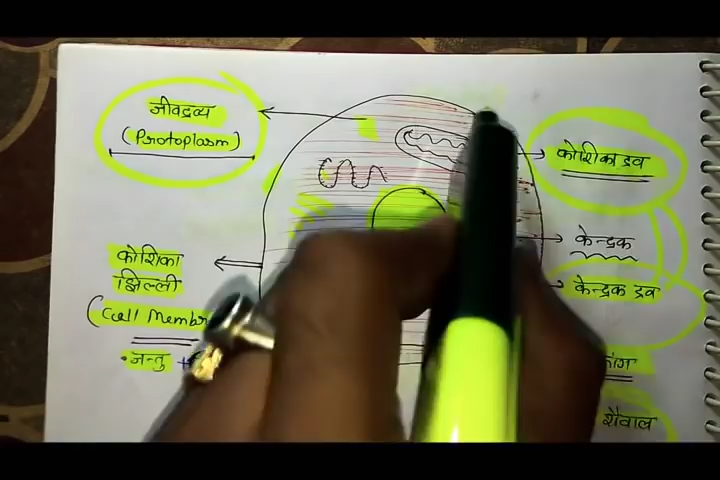 जीवद्रव्य
(Protoplasm)
कोशिका द्रव
केन्द्रक
केन्द्रक द्रव
कोशिका
झिल्ली
(Cell Membr
• जन्तु +
शैवाल